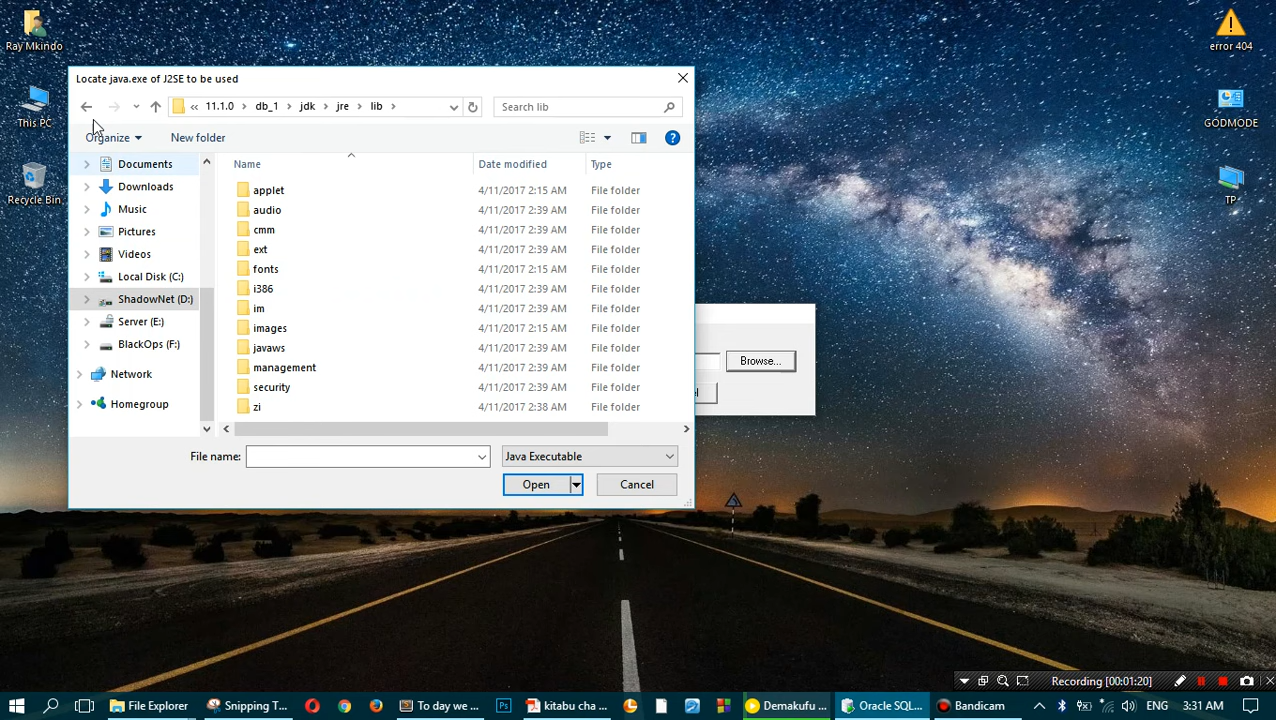 Ray Mkindo
This PC
Recycle Bin
error 404
GODMODE
TP
Locate java.exe of J2SE to be used
« 11.1.0 › db_1 › jdk › jre › lib ›
Search lib
Organize
New folder
Documents
Downloads
Music
Pictures
Videos
Local Disk (C:)
ShadowNet (D:)
Server (E:)
BlackOps (F:)
Network
Homegroup
Name Date modified Type
applet 4/11/2017 2:15 AM File folder
audio 4/11/2017 2:39 AM File folder
cmm 4/11/2017 2:39 AM File folder
ext 4/11/2017 2:39 AM File folder
fonts 4/11/2017 2:15 AM File folder
i386 4/11/2017 2:39 AM File folder
im 4/11/2017 2:39 AM File folder
images 4/11/2017 2:15 AM File folder
javaws 4/11/2017 2:39 AM File folder
management 4/11/2017 2:39 AM File folder
security 4/11/2017 2:39 AM File folder
zi 4/11/2017 2:38 AM File folder
File name:
Java Executable
Open
Cancel
Browse...
Recording [00:01:20]
File Explorer
Snipping T...
To day we ...
Ps
kitabu cha ...
Demakufu ...
Oracle SQL...
Bandicam
ENG
3:31 AM